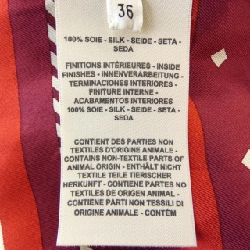 36
100% SOIE - SILK - SEIDE - SETA -
SEDA
FINITIONS INTÉRIEURES - INSIDE
FINISHES - INNENVERARBEITUNG -
TERMINACIONES INTERIORES -
FINITURE INTERNE -
ACABAMENTOS INTERIORES
100% SOIE - SILK - SEIDE - SETA -
SEDA
CONTIENT DES PARTIES NON
TEXTILES D'ORIGINE ANIMALE -
CONTAINS NON-TEXTILE PARTS OF
ANIMAL ORIGIN - ENTHÄLT NICHT
TEXTILE TEILE TIERISCHER
HERKUNFT - CONTIENE PARTES NO
TEXTILES DE ORIGEN ANIMAL -
CONTIENE PARTI NON TESSILI DI
ORIGINE ANIMALE - CONTÉM